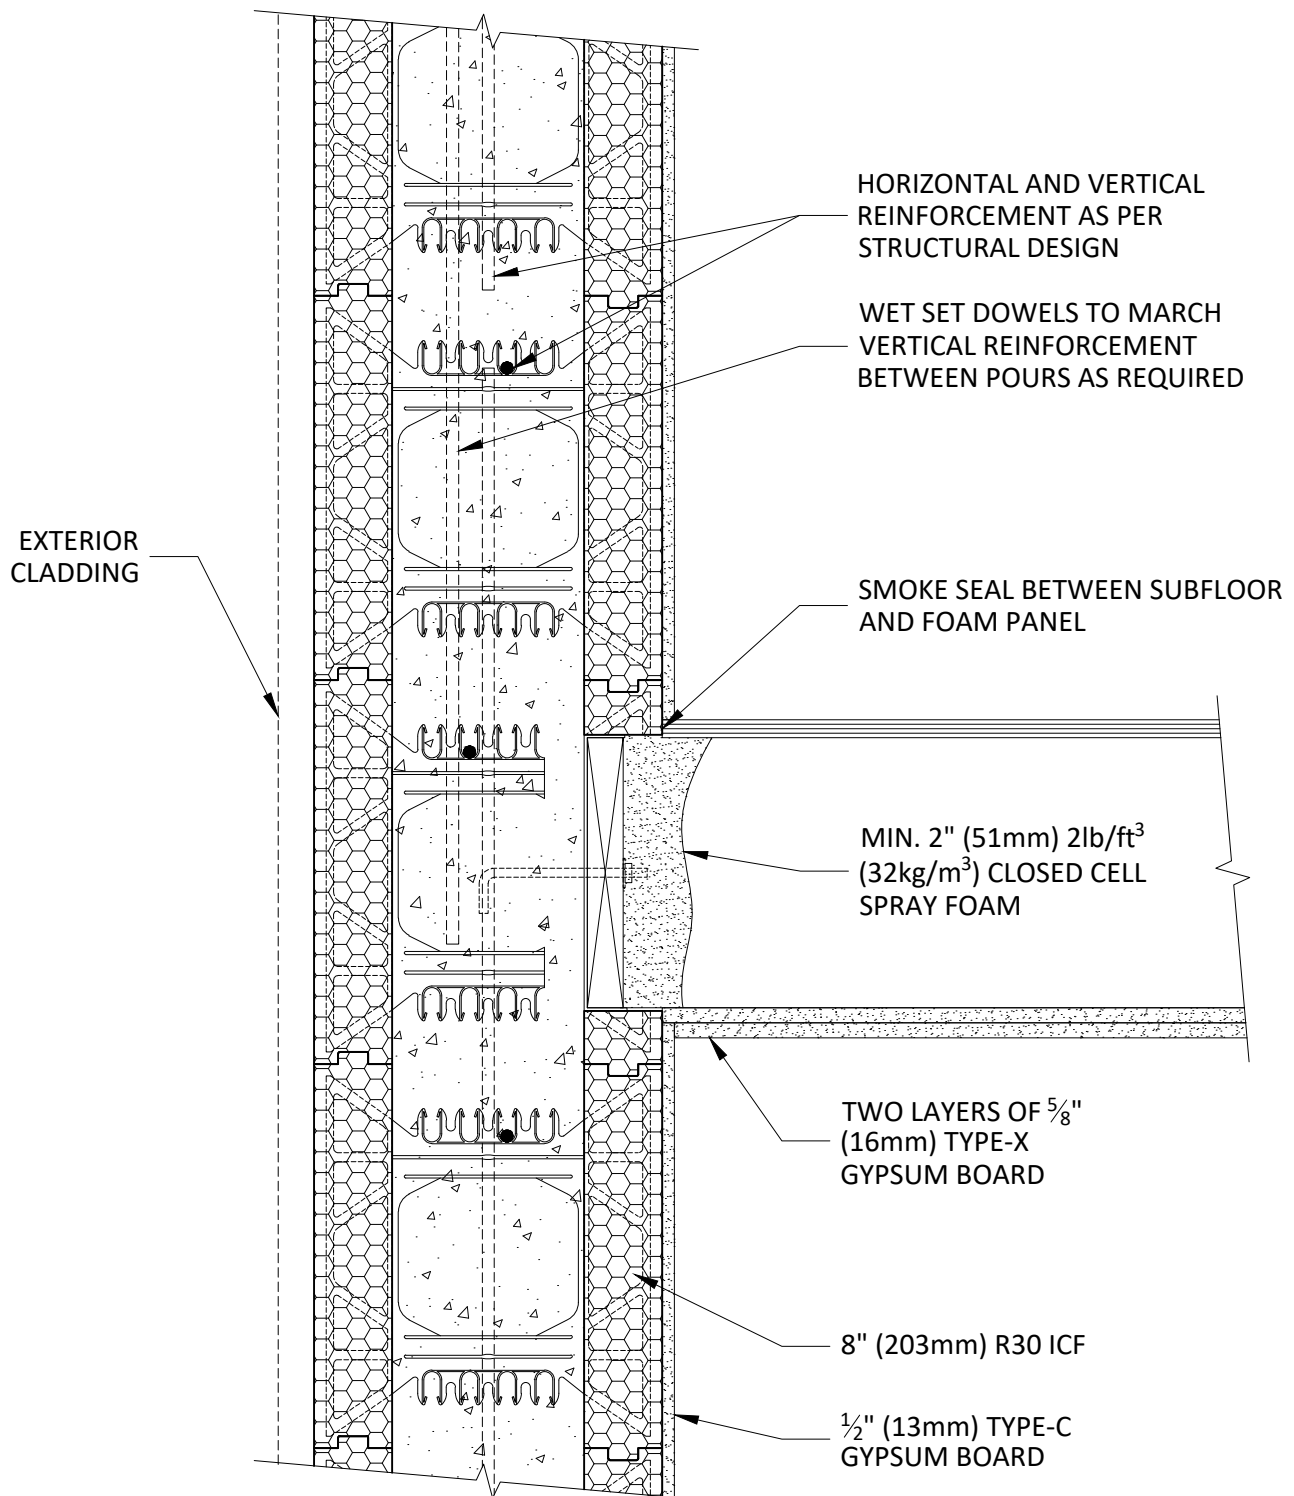 HORIZONTAL AND VERTICAL
REINFORCEMENT AS PER
STRUCTURAL DESIGN
WET SET DOWELS TO MARCH
VERTICAL REINFORCEMENT
BETWEEN POURS AS REQUIRED
EXTERIOR
CLADDING
SMOKE SEAL BETWEEN SUBFLOOR
AND FOAM PANEL
MIN. 2" (51mm) 2lb/ft³
(32kg/m³) CLOSED CELL
SPRAY FOAM
TWO LAYERS OF ⅝"
(16mm) TYPE-X
GYPSUM BOARD
8" (203mm) R30 ICF
½" (13mm) TYPE-C
GYPSUM BOARD